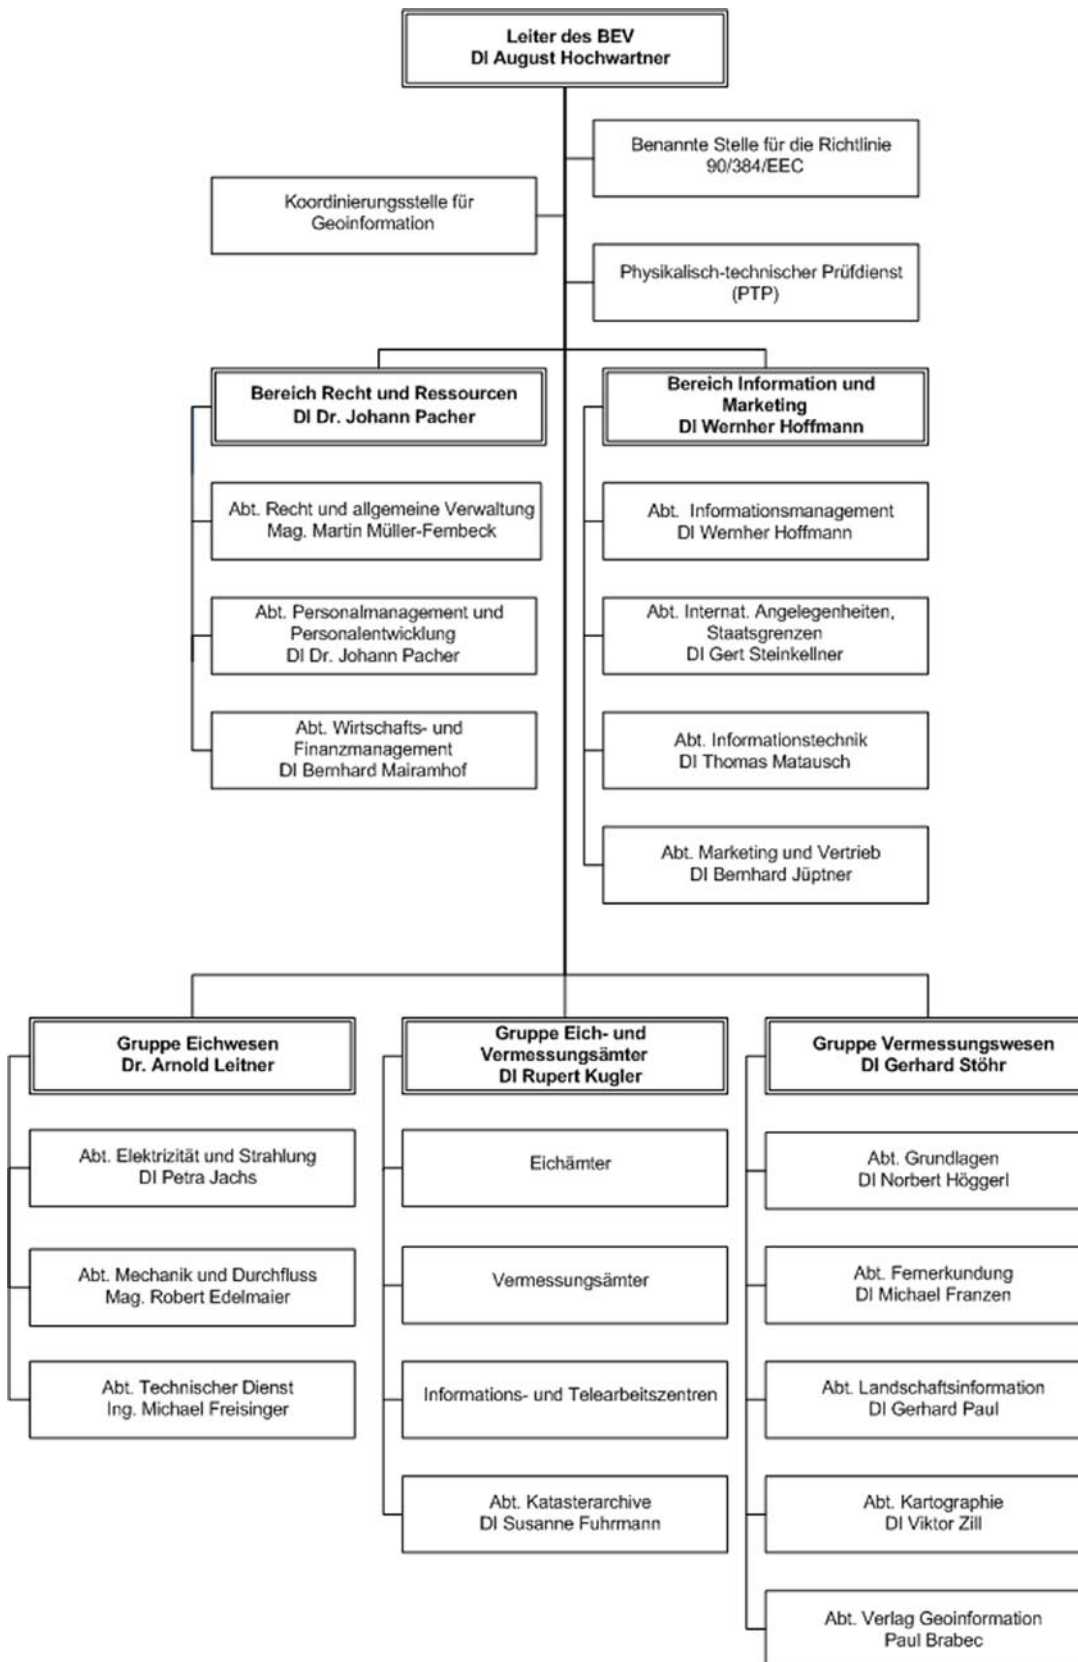 Leiter des BEV
DI August Hochwartner
Benannte Stelle für die Richtlinie
90/384/EEC
Koordinierungsstelle für
Geoinformation
Physikalisch-technischer Prüfdienst
(PTP)
Bereich Recht und Ressourcen
DI Dr. Johann Pacher
Abt. Recht und allgemeine Verwaltung
Mag. Martin Müller-Fembeck
Abt. Personalmanagement und
Personalentwicklung
DI Dr. Johann Pacher
Abt. Wirtschafts- und
Finanzmanagement
DI Bernhard Mairamhof
Bereich Information und
Marketing
DI Wernher Hoffmann
Abt. Informationsmanagement
DI Wernher Hoffmann
Abt. Internat. Angelegenheiten,
Staatsgrenzen
DI Gert Steinkellner
Abt. Informationstechnik
DI Thomas Matausch
Abt. Marketing und Vertrieb
DI Bernhard Jüptner
Gruppe Eichwesen
Dr. Arnold Leitner
Abt. Elektrizität und Strahlung
DI Petra Jachs
Abt. Mechanik und Durchfluss
Mag. Robert Edelmaier
Abt. Technischer Dienst
Ing. Michael Freisinger
Gruppe Eich- und
Vermessungsämter
DI Rupert Kugler
Eichämter
Vermessungsämter
Informations- und Telearbeitszentren
Abt. Katasterarchive
DI Susanne Fuhrmann
Gruppe Vermessungswesen
DI Gerhard Stöhr
Abt. Grundlagen
DI Norbert Höggerl
Abt. Fernerkundung
DI Michael Franzen
Abt. Landschaftsinformation
DI Gerhard Paul
Abt. Kartographie
DI Viktor Zill
Abt. Verlag Geoinformation
Paul Brabec